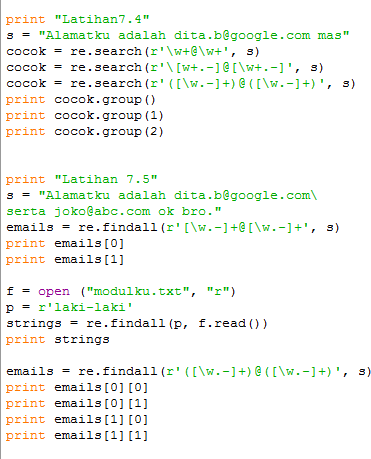 print "Latihan7.4"
s = "Alamatku adalah dita.b@google.com mas"
cocok = re.search(r'\w+@\w+', s)
cocok = re.search(r'\[w+.-]@[\w+.-]', s)
cocok = re.search(r'([\w.-]+)@([\w.-]+)', s)
print cocok.group()
print cocok.group(1)
print cocok.group(2)
print "Latihan 7.5"
s = "Alamatku adalah dita.b@google.com\
serta joko@abc.com ok bro."
emails = re.findall(r'[\w.-]+@[\w.-]+', s)
print emails[0]
print emails[1]
f = open ("modulku.txt", "r")
p = r'laki-laki'
strings = re.findall(p, f.read())
print strings
emails = re.findall(r'([\w.-]+)@([\w.-]+)', s)
print emails[0][0]
print emails[0][1]
print emails[1][0]
print emails[1][1]